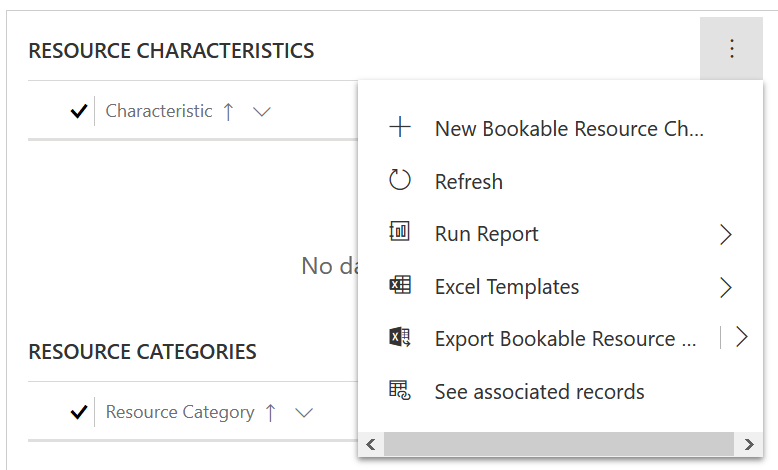 RESOURCE CHARACTERISTICS
Characteristic
New Bookable Resource Ch...
Refresh
Run Report
No da
Excel Templates
Export Bookable Resource ...
RESOURCE CATEGORIES
See associated records
Resource Category